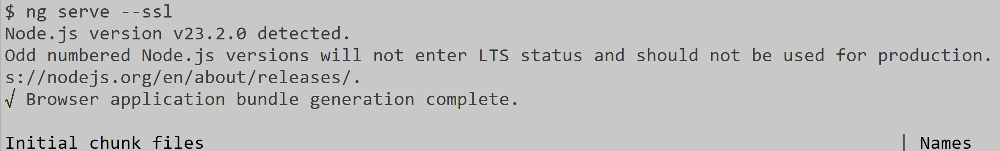 $ ng serve --ssl
Node.js version v23.2.0 detected.
Odd numbered Node.js versions will not enter LTS status and should not be used for production.
s://nodejs.org/en/about/releases/.
√ Browser application bundle generation complete.
Initial chunk files | Names